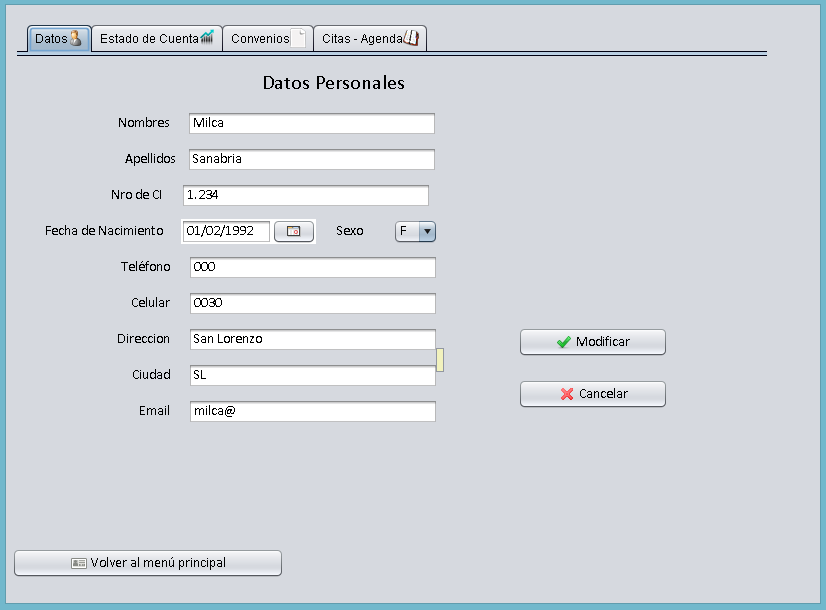 Datos Estado de Cuenta Convenios Citas - Agenda
Datos Personales
Nombres Milca
Apellidos Sanabria
Nro de CI 1.234
Fecha de Nacimiento 01/02/1992 Sexo F
Teléfono 000
Celular 0030
Direccion San Lorenzo
Modificar
Ciudad SL
Cancelar
Email milca@
Volver al menú principal